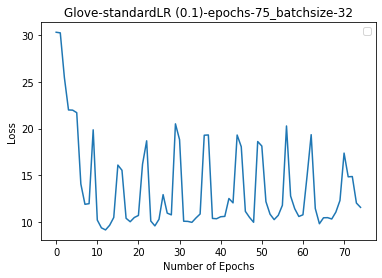 Glove-standardLR (0.1)-epochs-75_batchsize-32
30
25
20
15
10
Loss
0 10 20 30 40 50 60 70
Number of Epochs